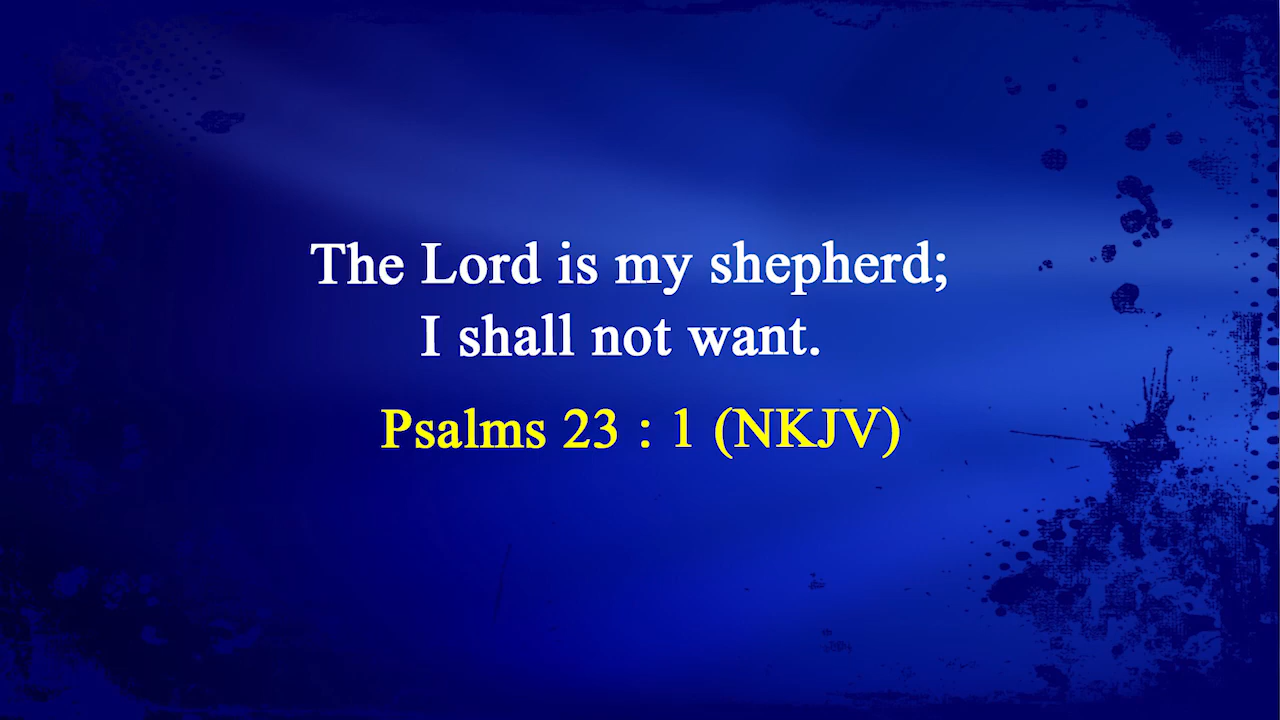 The Lord is my shepherd;
I shall not want.
Psalms 23 : 1 (NKJV)